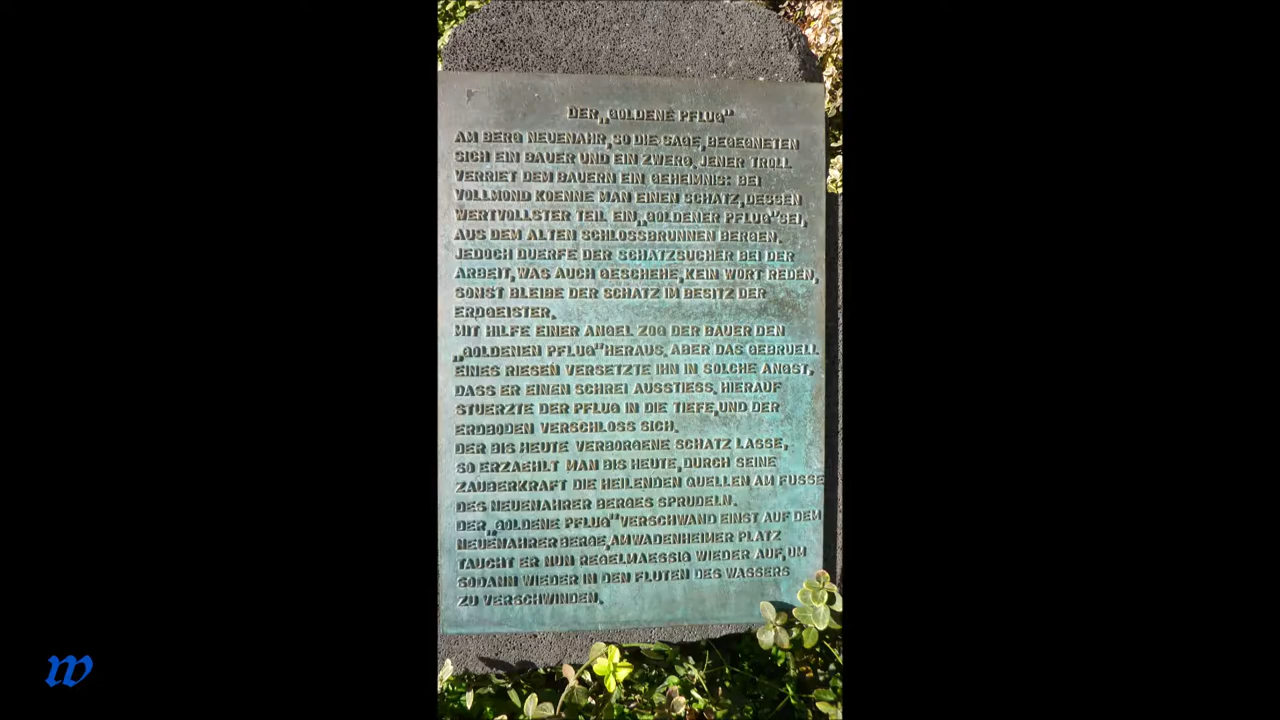 DER „GOLDENE PFLUG"
AM BERG NEUENAHR, SO DIE SAGE, BEGEGNETEN
SICH EIN BAUER UND EIN ZWERG. JENER TROLL
VERRIET DEM BAUERN EIN GEHEIMNIS: BEI
VOLLMOND KOENNE MAN EINEN SCHATZ, DESSEN
WERTVOLLSTER TEIL EIN „GOLDENER PFLUG" SEI,
AUS DEM ALTEN SCHLOSSBRUNNEN BERGEN.
JEDOCH DUERFE DER SCHATZSUCHER BEI DER
ARBEIT, WAS AUCH GESCHEHE, KEIN WORT REDEN,
SONST BLEIBE DER SCHATZ IM BESITZ DER
ERDGEISTER.
MIT HILFE EINER ANGEL ZOG DER BAUER DEN
„GOLDENEN PFLUG" HERAUS. ABER DAS GEBRUELL
EINES RIESEN VERSETZTE IHN IN SOLCHE ANGST,
DASS ER EINEN SCHREI AUSSTIESS. HIERAUF
STUERZTE DER PFLUG IN DIE TIEFE, UND DER
ERDBODEN VERSCHLOSS SICH.
DER BIS HEUTE VERBORGENE SCHATZ LASSE,
SO ERZAEHLT MAN BIS HEUTE, DURCH SEINE
ZAUBERKRAFT DIE HEILENDEN QUELLEN AM FUSSE
DES NEUENAHRER BERGES SPRUDELN.
DER „GOLDENE PFLUG" VERSCHWAND EINST AUF DEM
NEUENAHRER BERGE, AM WADENHEIMER PLATZ
TAUCHT ER NUN REGELMAESSIG WIEDER AUF, UM
SODANN WIEDER IN DEN FLUTEN DES WASSERS
ZU VERSCHWINDEN.
w